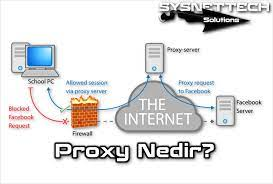 SYSNETTECH
Solutions
Proxy-server
School PC
Allowed session
via proxy server
Proxy request
to Facebook
THE
INTERNET
Blocked
Facebook
Request
Firewall
Facebook
Server
Proxy Nedir?